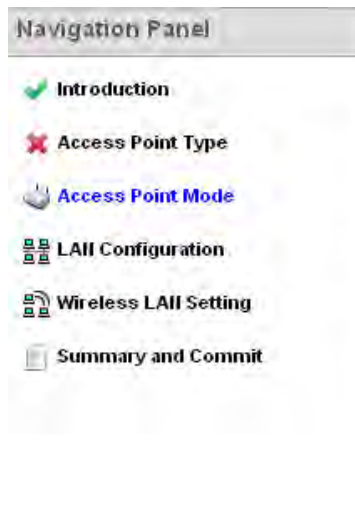 Navigation Panel
Introduction
Access Point Type
Access Point Mode
LAN Configuration
Wireless LAN Setting
Summary and Commit